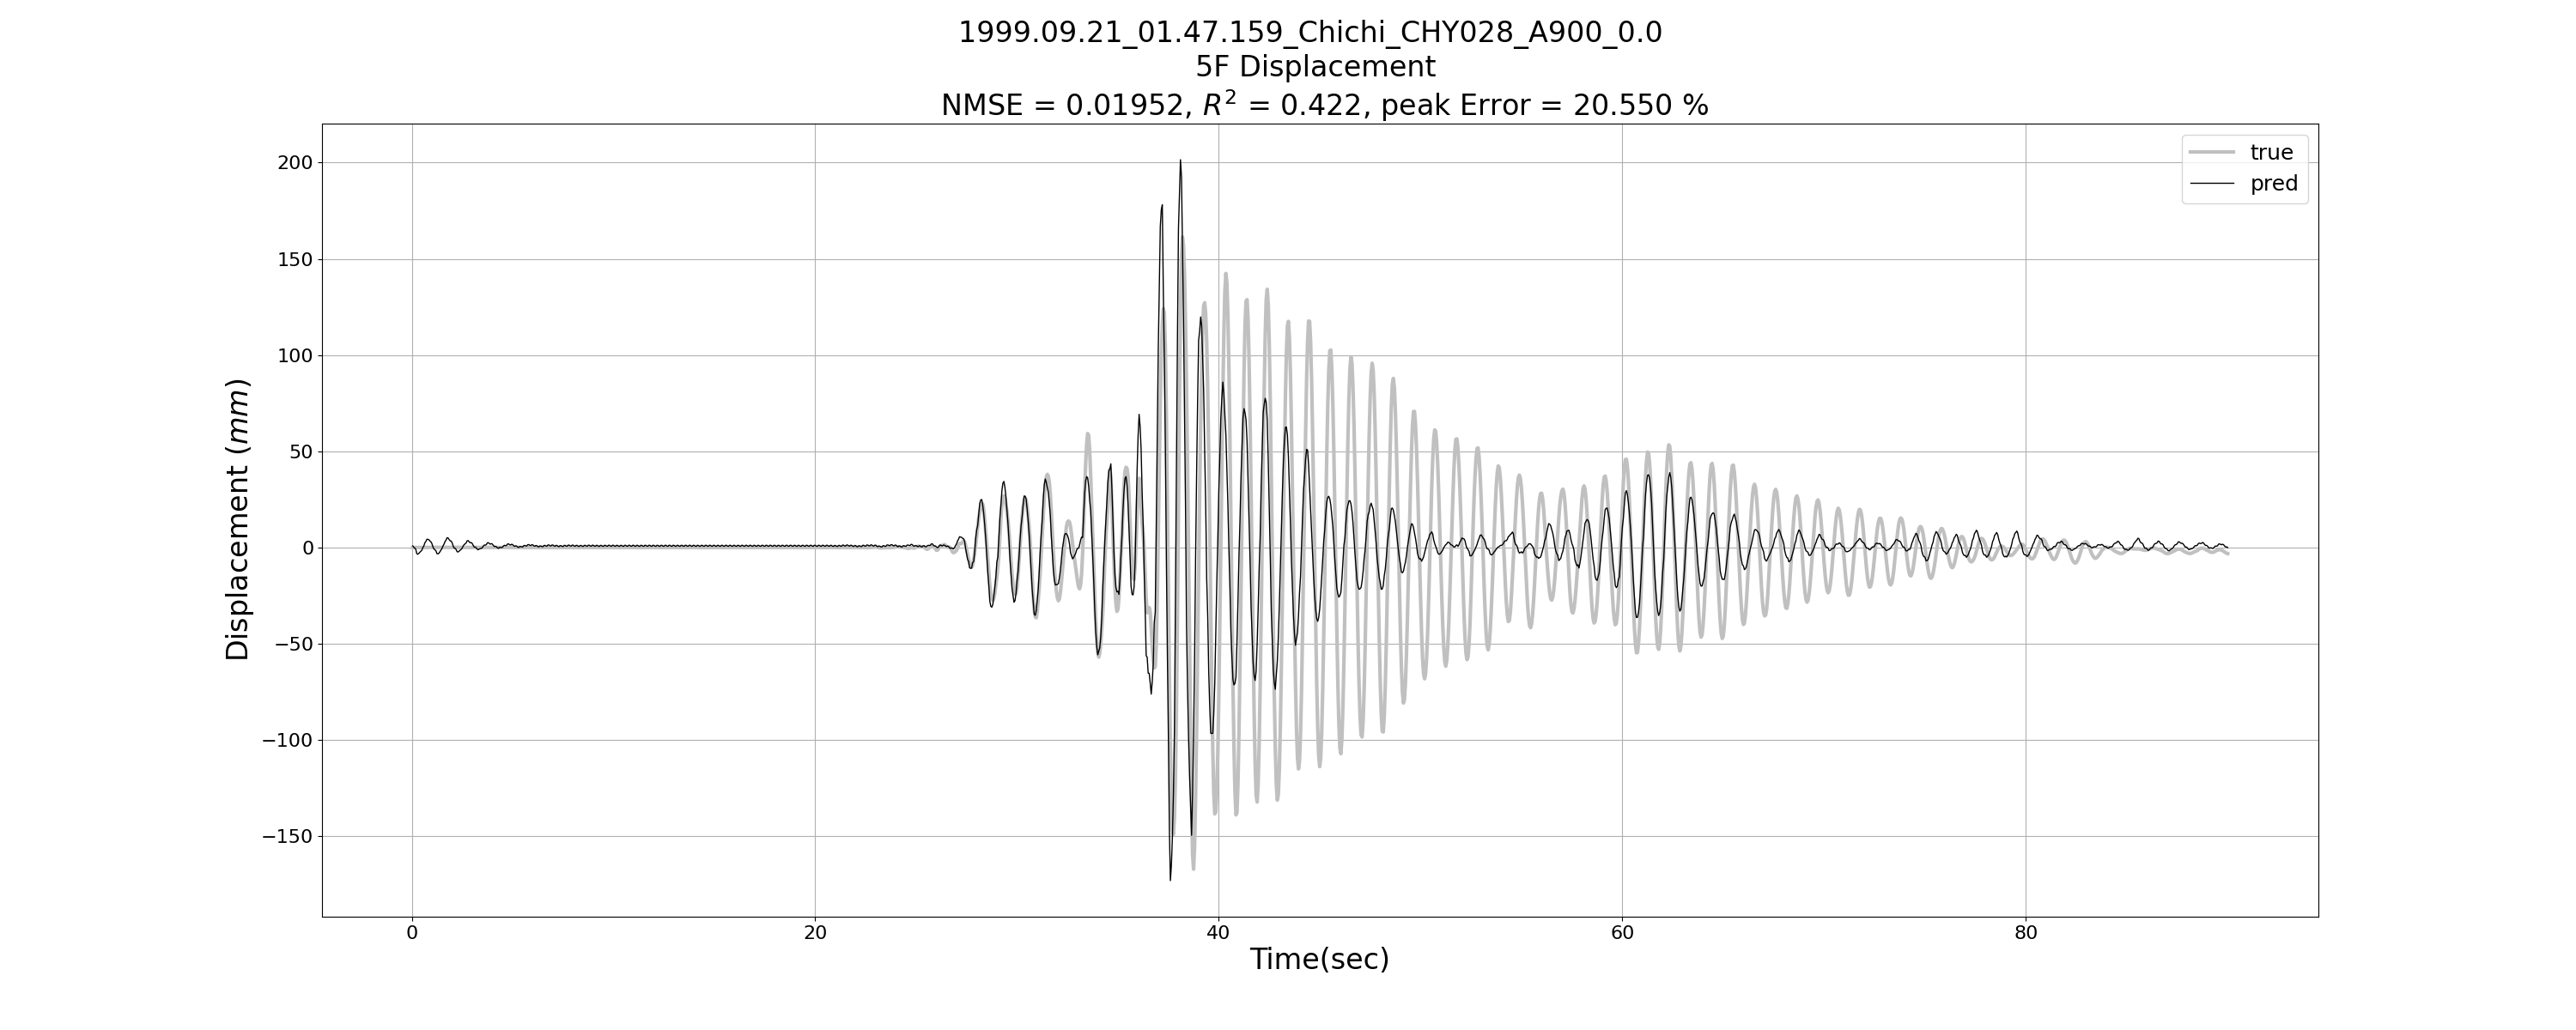 1999.09.21_01.47.159_Chichi_CHY028_A900_0.0
5F Displacement
NMSE = 0.01952, R² = 0.422, peak Error = 20.550 %
true
pred
200
150
100
50
0
−50
−100
−150
Displacement (mm)
0 20 40 60 80
Time(sec)